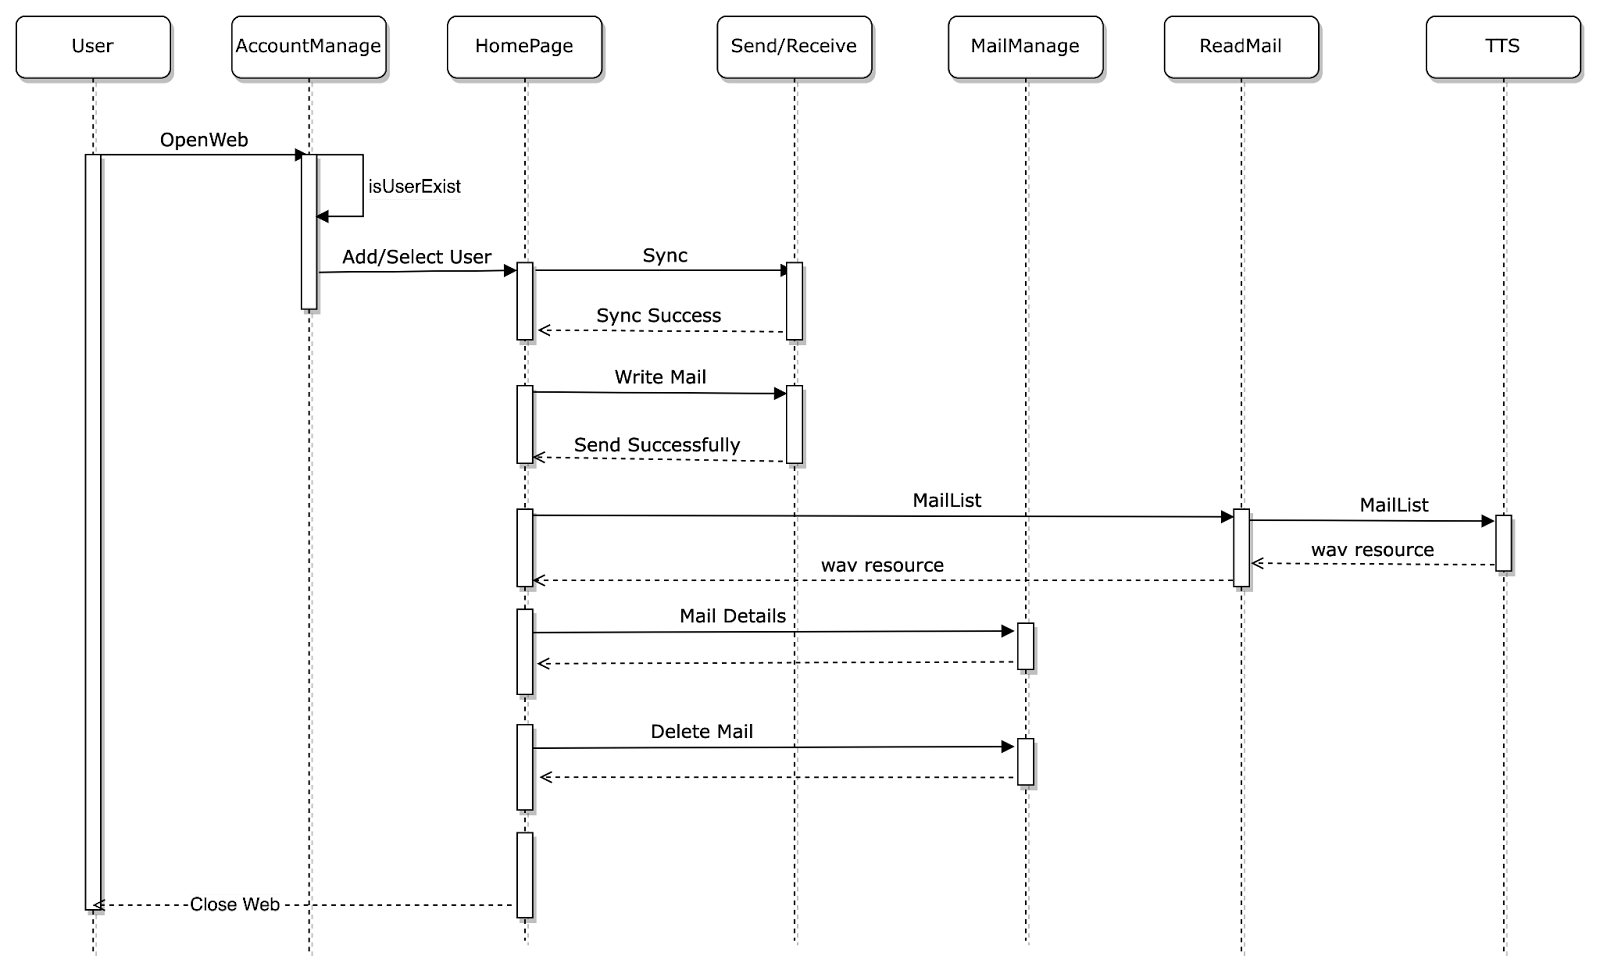 User
AccountManage
HomePage
Send/Receive
MailManage
ReadMail
TTS
OpenWeb
isUserExist
Add/Select User
Sync
Sync Success
Write Mail
Send Successfully
MailList
MailList
wav resource
wav resource
Mail Details
Delete Mail
Close Web